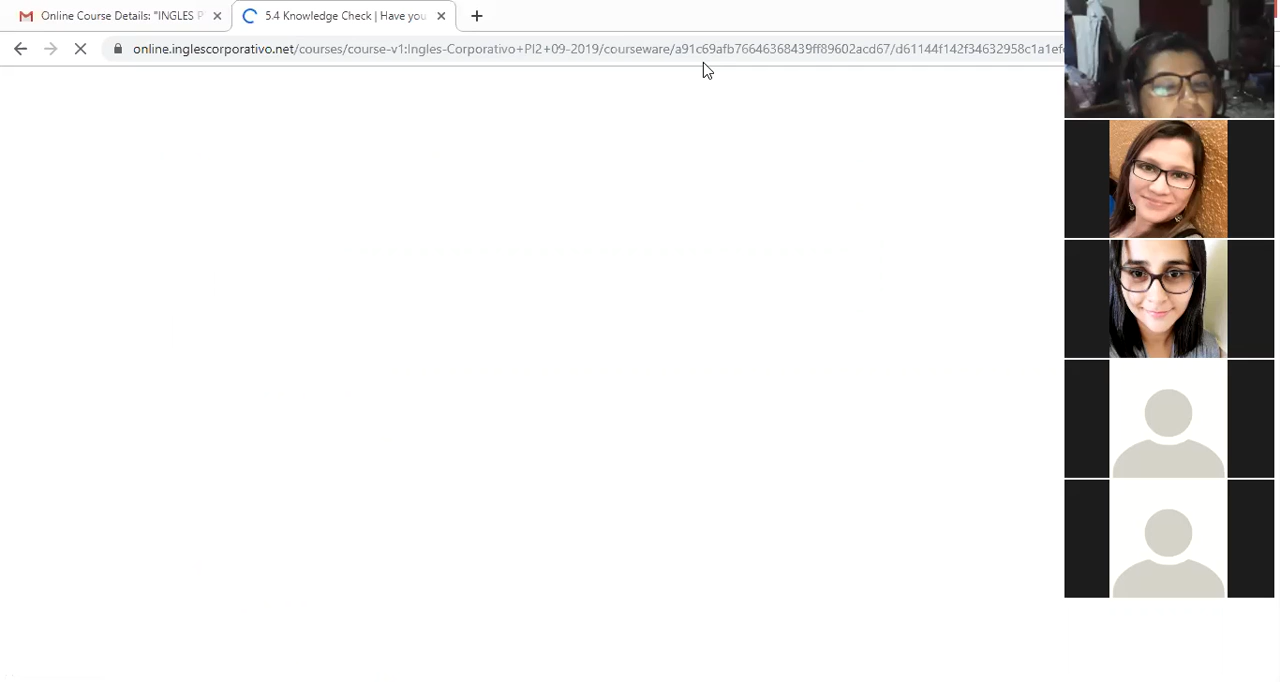 Online Course Details: "INGLES P
5.4 Knowledge Check | Have you
online.inglescorporativo.net/courses/course-v1:Ingles-Corporativo+PI2+09-2019/courseware/a91c69afb76646368439ff89602acd67/d61144f142f34632958c1a1ef